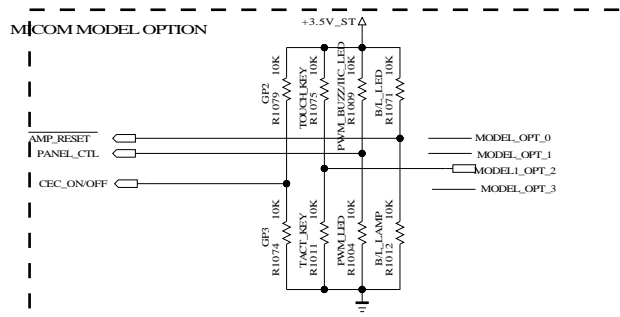 MICOM MODEL OPTION
+3.5V_ST
GP2
R1079
10K
TOUCH_KEY
R1075
10K
PWM_BUZZ/IIC_LED
R1009
10K
B/L_LED
R1071
10K
AMP_RESET
PANEL_CTL
CEC_ON/OFF
MODEL_OPT_0
MODEL_OPT_1
MODEL1_OPT_2
MODEL_OPT_3
GP3
R1074
10K
TACT_KEY
R1011
10K
PWM_LED
R1004
10K
B/L_LAMP
R1012
10K